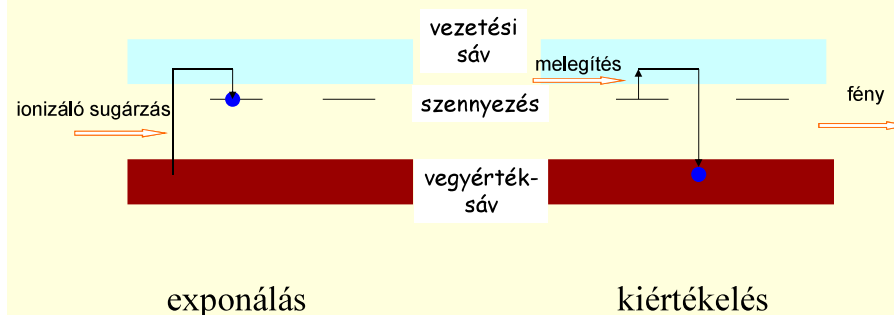 vezetési
sáv
melegítés
ionizáló sugárzás
szennyezés
fény
vegyérték-
sáv
exponálás
kiértékelés